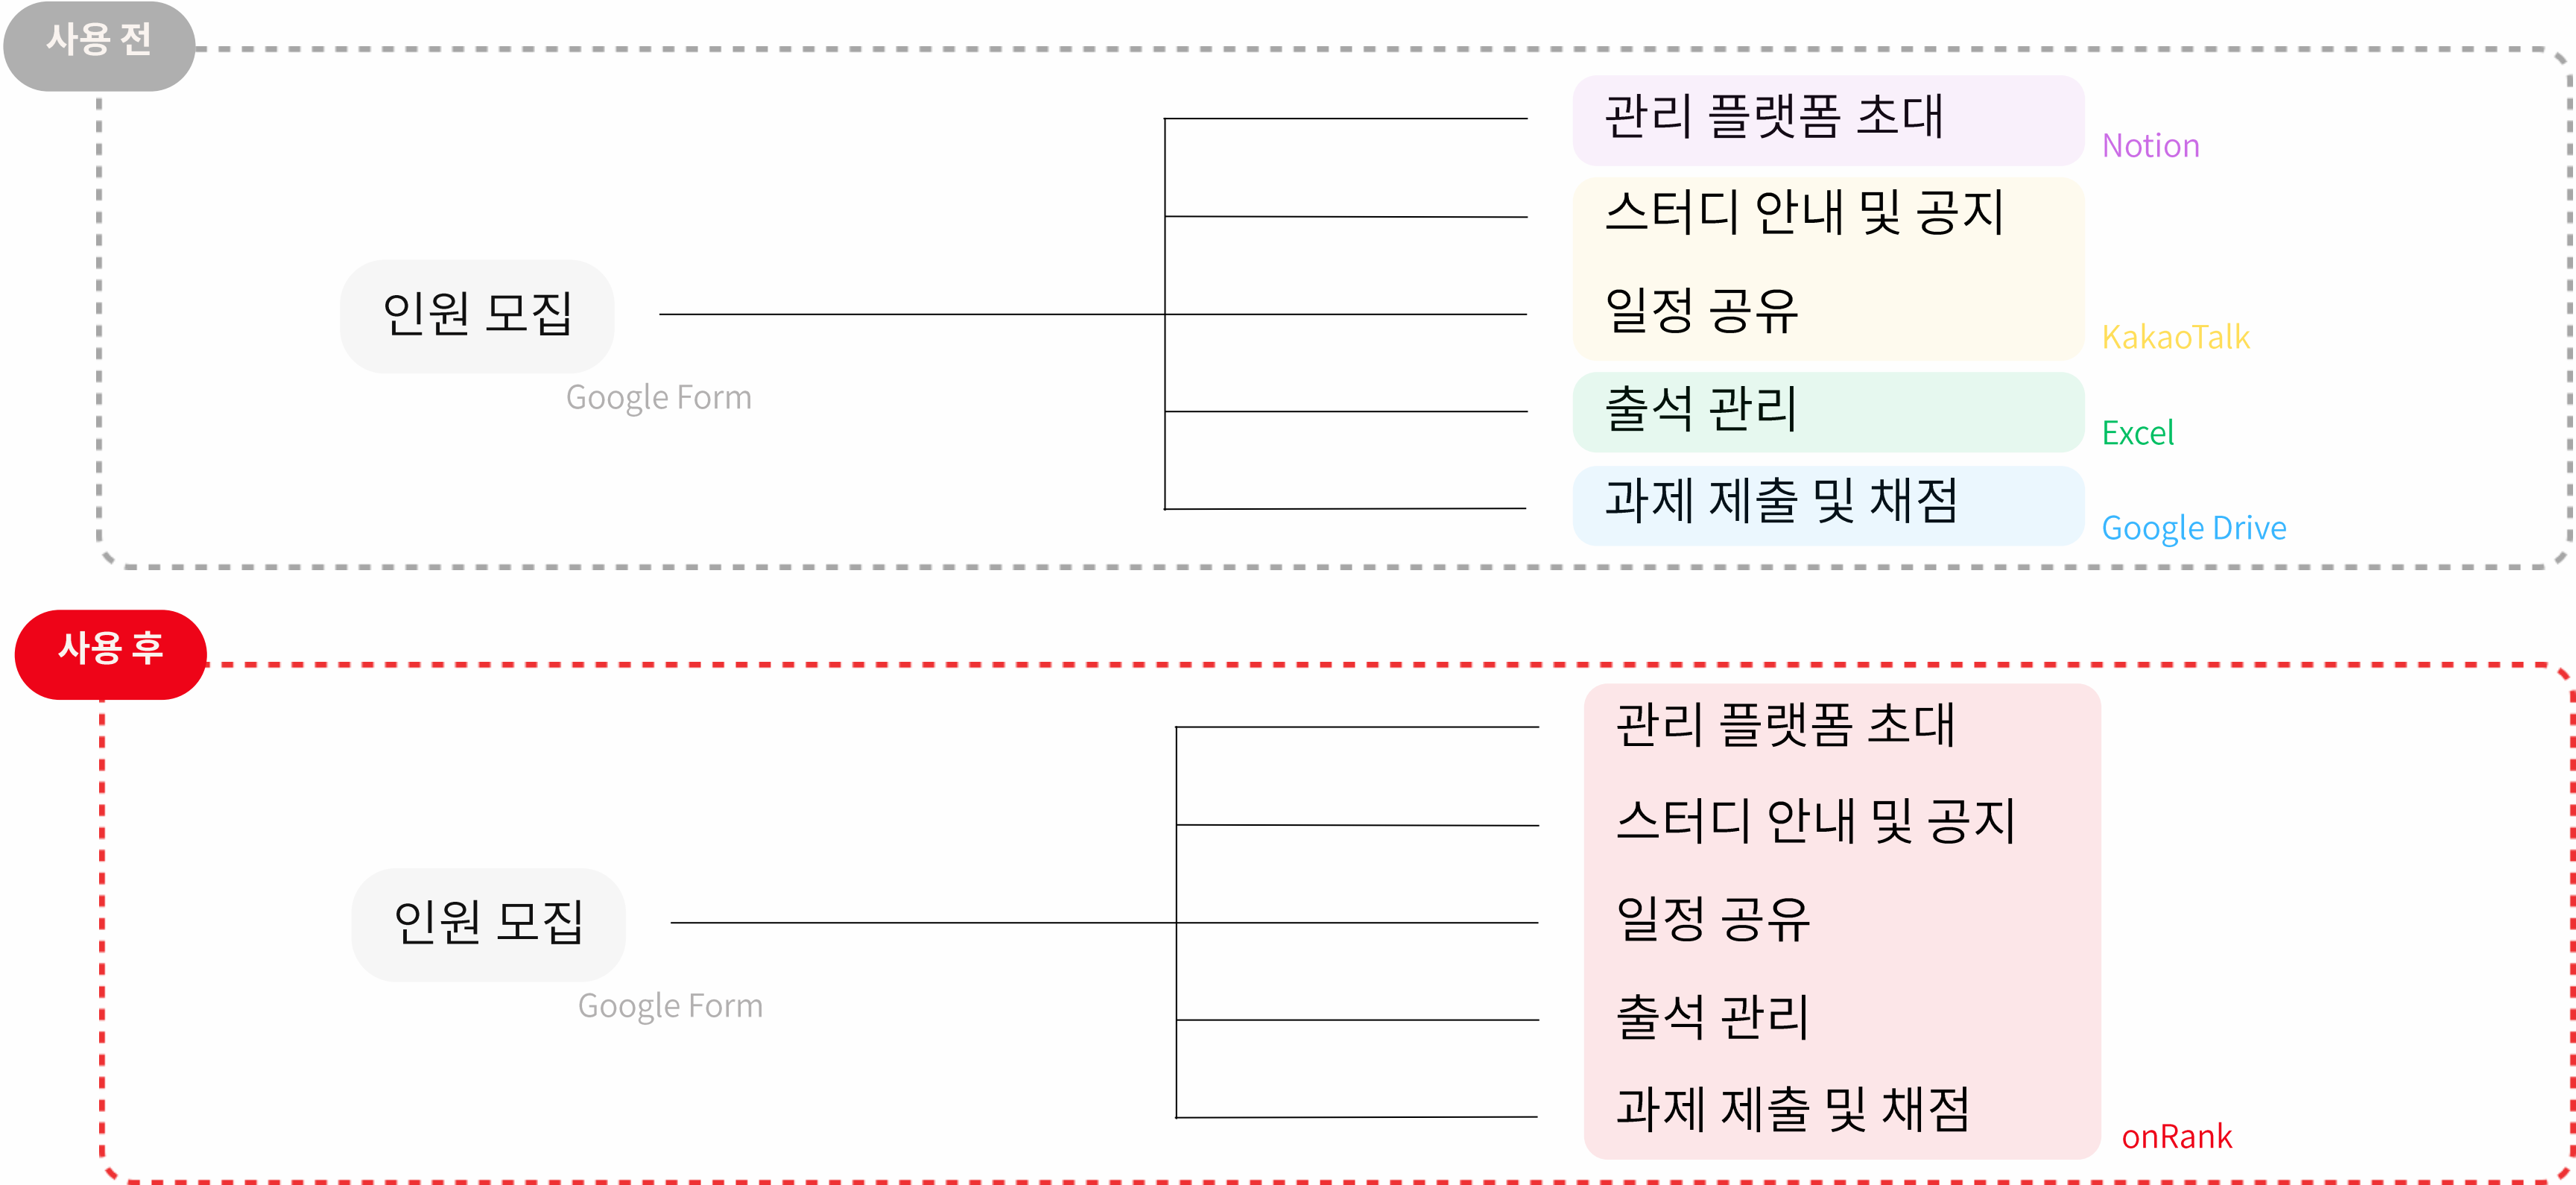 사용 전
관리 플랫폼 초대
Notion
스터디 안내 및 공지
인원 모집
일정 공유
KakaoTalk
Google Form
출석 관리
Excel
과제 제출 및 채점
Google Drive
사용 후
관리 플랫폼 초대
스터디 안내 및 공지
인원 모집
일정 공유
Google Form
출석 관리
과제 제출 및 채점
onRank